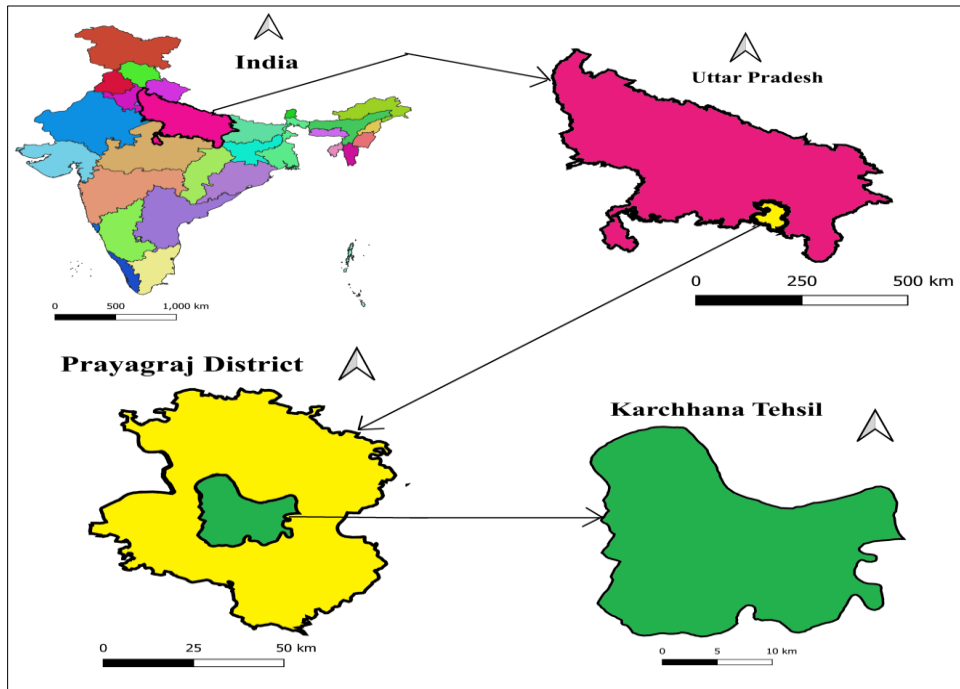 India
0 500 1,000 km
Uttar Pradesh
0 250 500 km
Prayagraj District
0 25 50 km
Karchhana Tehsil
0 5 10 km